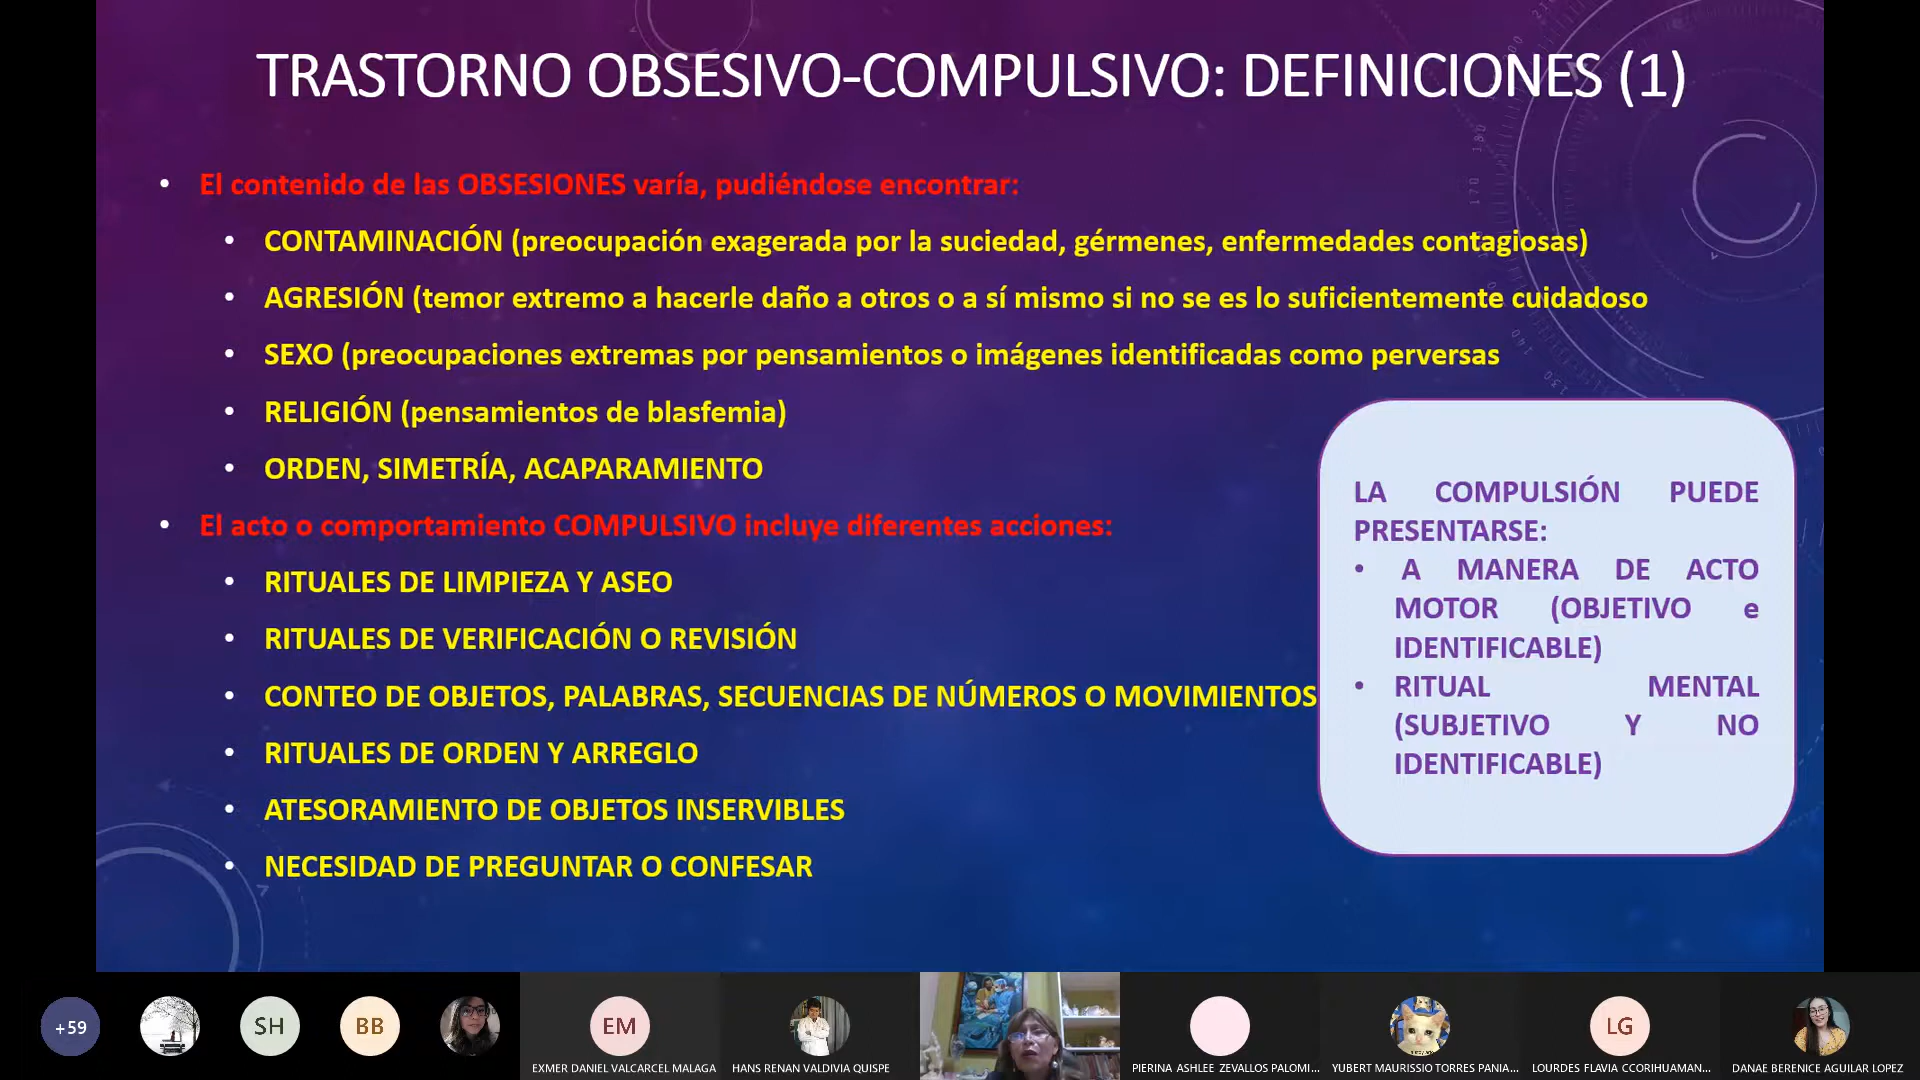 TRASTORNO OBSESIVO-COMPULSIVO: DEFINICIONES (1)
• El contenido de las OBSESIONES varía, pudiéndose encontrar:
• CONTAMINACIÓN (preocupación exagerada por la suciedad, gérmenes, enfermedades contagiosas)
• AGRESIÓN (temor extremo a hacerle daño a otros o a sí mismo si no se es lo suficientemente cuidadoso
• SEXO (preocupaciones extremas por pensamientos o imágenes identificadas como perversas
• RELIGIÓN (pensamientos de blasfemia)
• ORDEN, SIMETRÍA, ACAPARAMIENTO
• El acto o comportamiento COMPULSIVO incluye diferentes acciones:
• RITUALES DE LIMPIEZA Y ASEO
• RITUALES DE VERIFICACIÓN O REVISIÓN
• CONTEO DE OBJETOS, PALABRAS, SECUENCIAS DE NÚMEROS O MOVIMIENTOS
• RITUALES DE ORDEN Y ARREGLO
• ATESORAMIENTO DE OBJETOS INSERVIBLES
• NECESIDAD DE PREGUNTAR O CONFESAR
LA COMPULSIÓN PUEDE
PRESENTARSE:
• A MANERA DE ACTO
MOTOR (OBJETIVO e
IDENTIFICABLE)
• RITUAL MENTAL
(SUBJETIVO Y NO
IDENTIFICABLE)
+59
SH
BB
EM
LG
EXMER DANIEL VALCARCEL MALAGA
HANS RENAN VALDIVIA QUISPE
PIERINA ASHLEE ZEVALLOS PALOMI...
YUBERT MAURISSIO TORRES PANIA...
LOURDES FLAVIA CCORIHUAMAN...
DANAE BERENICE AGUILAR LOPEZ